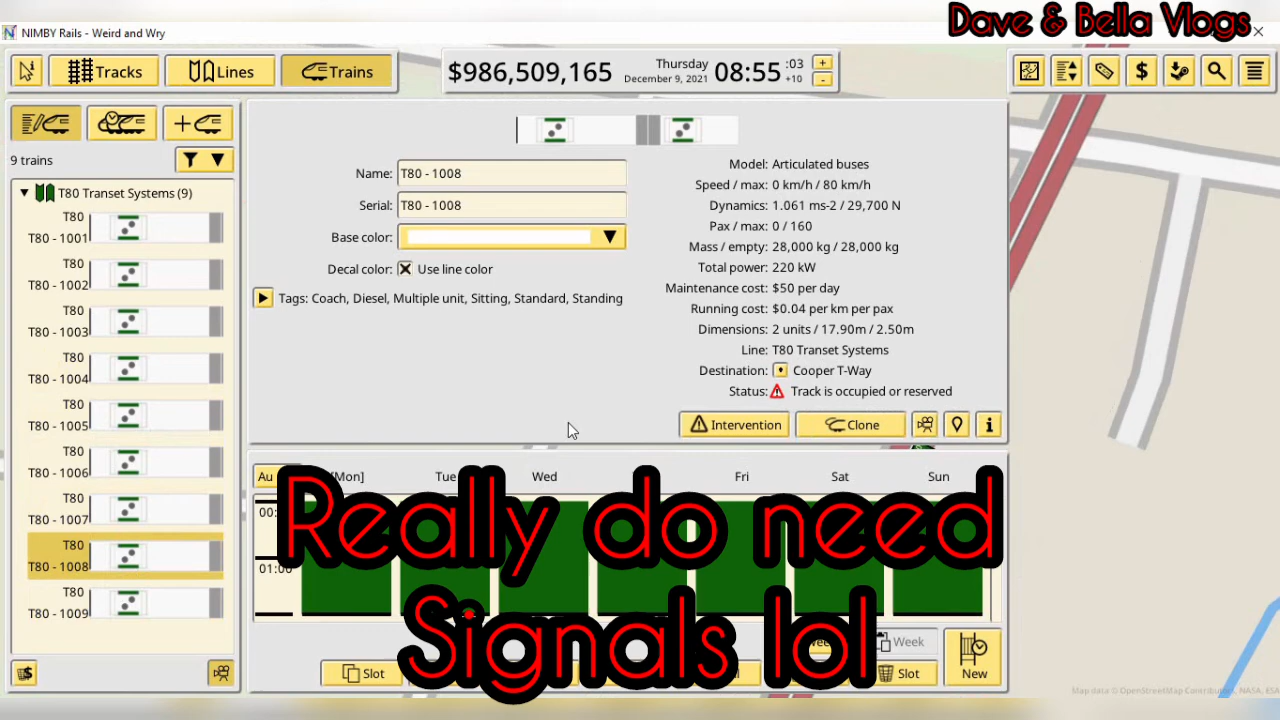 Dave & Bella Vlogs
NIMBY Rails - Weird and Wry
Tracks
Lines
Trains
$986,509,165
Thursday
December 9, 2021
08:55
:03
+10
+
-
$
9 trains
T80 Transet Systems (9)
T80
T80 - 1001
T80
T80 - 1002
T80
T80 - 1003
T80
T80 - 1004
T80
T80 - 1005
T80
T80 - 1006
T80
T80 - 1007
T80
T80 - 1008
T80
T80 - 1009
Name: T80 - 1008
Serial: T80 - 1008
Base color:
Decal color: Use line color
Tags: Coach, Diesel, Multiple unit, Sitting, Standard, Standing
Model: Articulated buses
Speed / max: 0 km/h / 80 km/h
Dynamics: 1.061 ms-2 / 29,700 N
Pax / max: 0 / 160
Mass / empty: 28,000 kg / 28,000 kg
Total power: 220 kW
Maintenance cost: $50 per day
Running cost: $0.04 per km per pax
Dimensions: 2 units / 17.90m / 2.50m
Line: T80 Transet Systems
Destination: Cooper T-Way
Status: Track is occupied or reserved
Intervention
Clone
Au
[Mon]
Tue
Wed
Fri
Sat
Sun
00:
01:00
Really do need
Signals lol
Week
Slot
Slot
New
Map data © OpenStreetMap Contributors, NASA, ESA